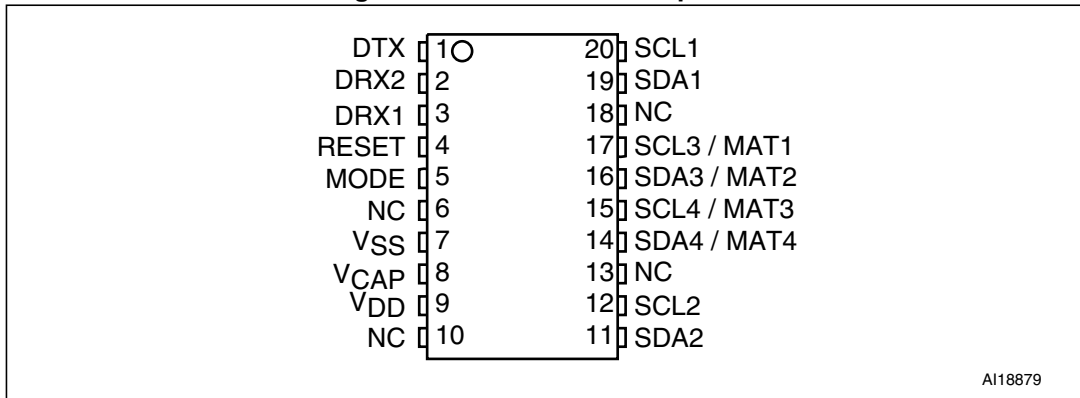 DTX 1 20 SCL1
DRX2 2 19 SDA1
DRX1 3 18 NC
RESET 4 17 SCL3 / MAT1
MODE 5 16 SDA3 / MAT2
NC 6 15 SCL4 / MAT3
VSS 7 14 SDA4 / MAT4
VCAP 8 13 NC
VDD 9 12 SCL2
NC 10 11 SDA2
AI18879